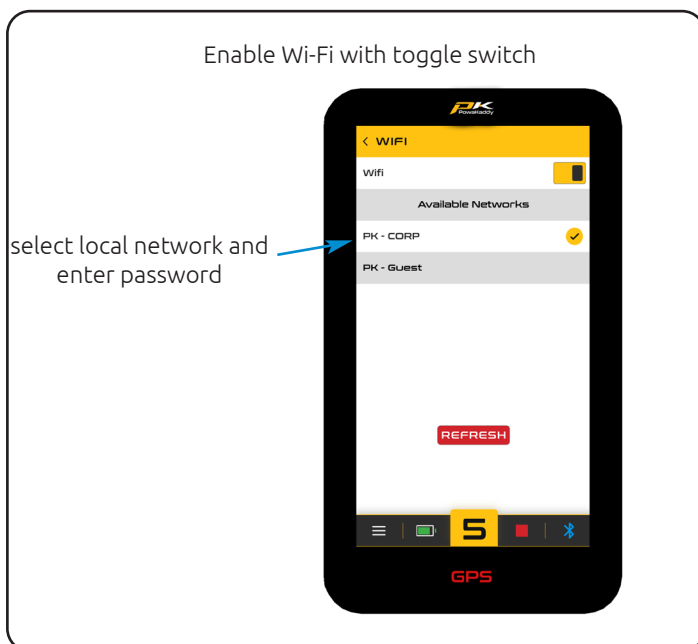 Enable Wi-Fi with toggle switch
PK
PowaKaddy
< WIFI
Wifi
Available Networks
select local network and
enter password
PK - CORP
PK - Guest
REFRESH
5
GPS